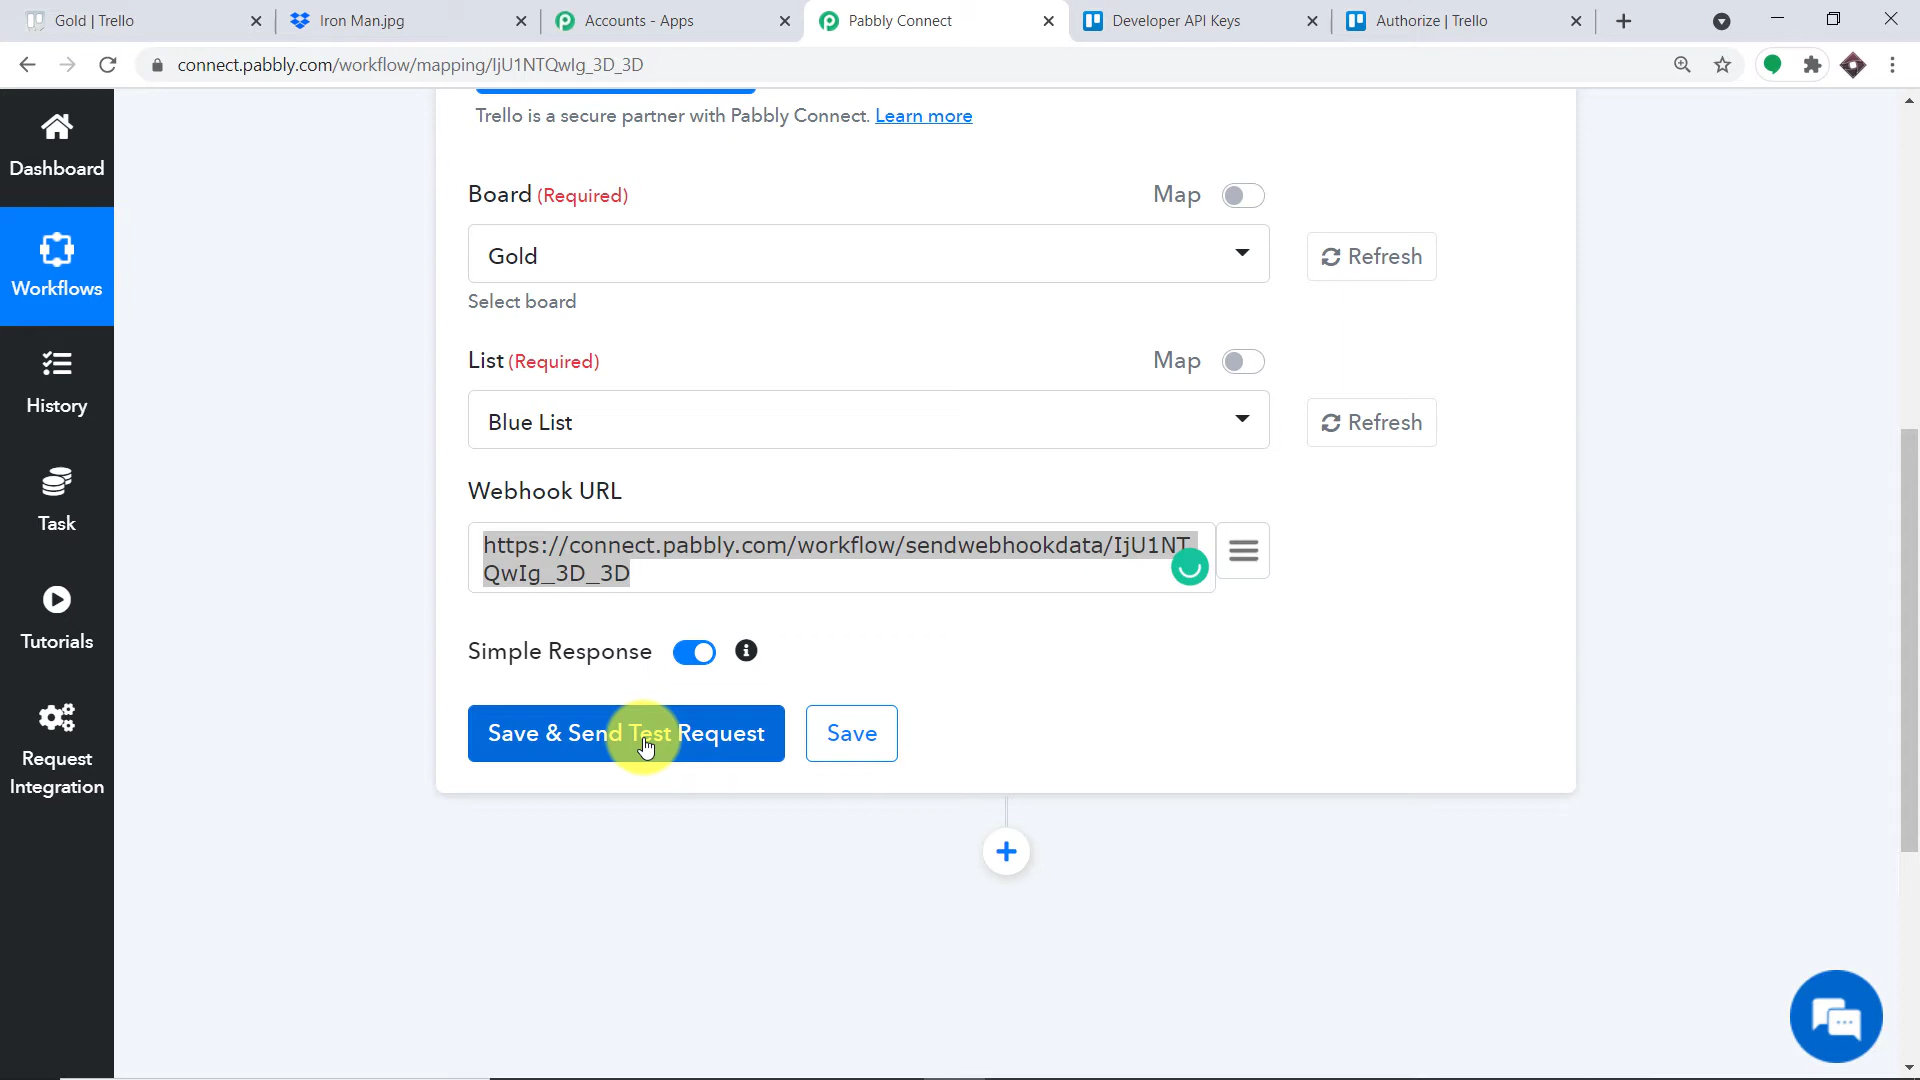 Gold | Trello
Iron Man.jpg
Accounts - Apps
Pabbly Connect
Developer API Keys
Authorize | Trello
connect.pabbly.com/workflow/mapping/IjU1NTQwIg_3D_3D
Dashboard
Workflows
History
Task
Tutorials
Request
Integration
Trello is a secure partner with Pabbly Connect. Learn more
Board (Required)
Map
Gold
Refresh
Select board
List (Required)
Map
Blue List
Refresh
Webhook URL
https://connect.pabbly.com/workflow/sendwebhookdata/IjU1NT
QwIg_3D_3D
Simple Response
Save & Send Test Request
Save